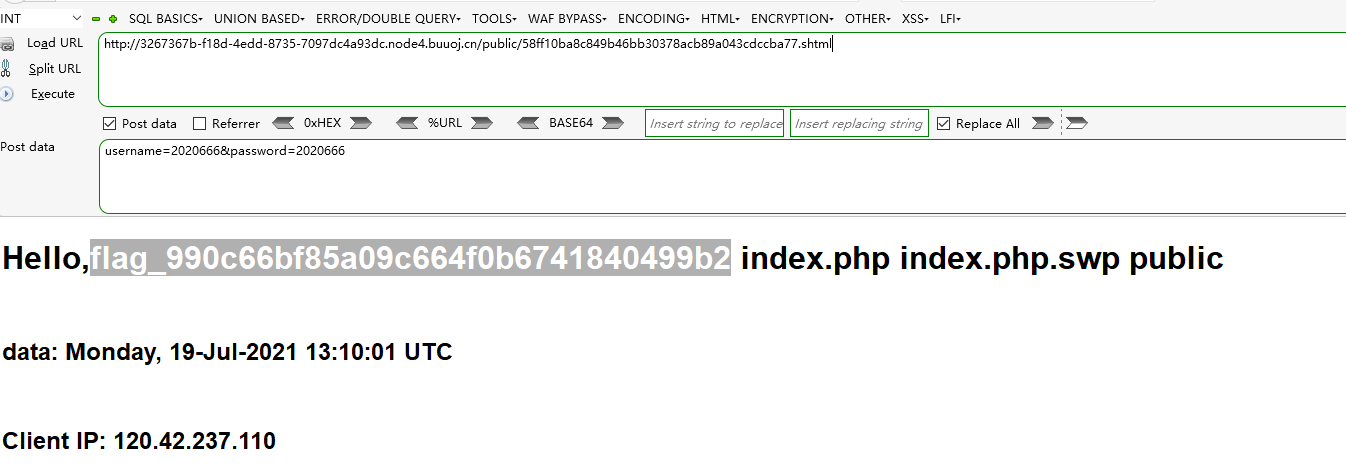 INT SQL BASICS▾ UNION BASED▾ ERROR/DOUBLE QUERY▾ TOOLS▾ WAF BYPASS▾ ENCODING▾ HTML▾ ENCRYPTION▾ OTHER▾ XSS▾ LFI▾
Load URL http://3267367b-f18d-4edd-8735-7097dc4a93dc.node4.buuoj.cn/public/58ff10ba8c849b46bb30378acb89a043cdccba77.shtml
Split URL
Execute
Post data Referrer 0xHEX %URL BASE64 Insert string to replace Insert replacing string Replace All
Post data username=2020666&password=2020666
Hello,flag_990c66bf85a09c664f0b6741840499b2 index.php index.php.swp public
data: Monday, 19-Jul-2021 13:10:01 UTC
Client IP: 120.42.237.110